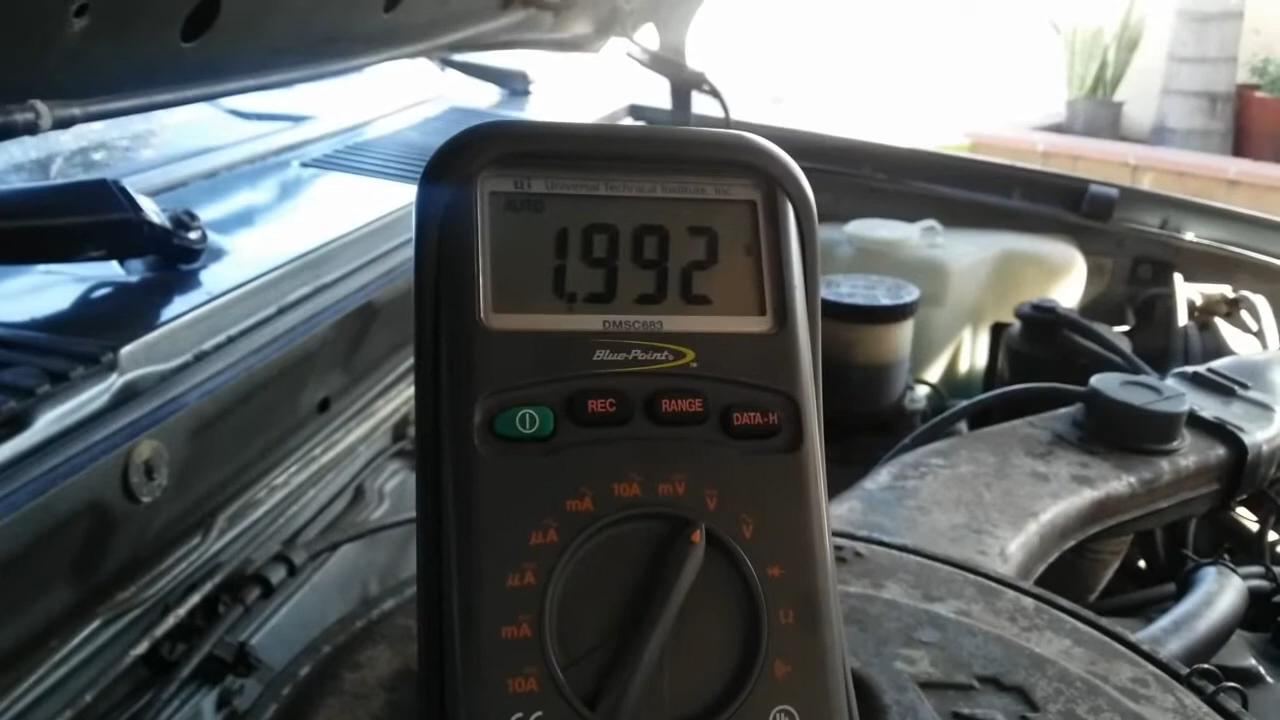 uti Universal Technical Institute, Inc.
AUTO
1.992
DMSC683
Blue-Point®
™
REC
RANGE
DATA-H
10A
mV
V
mA
V
µA
µA
mA
Ω
10A